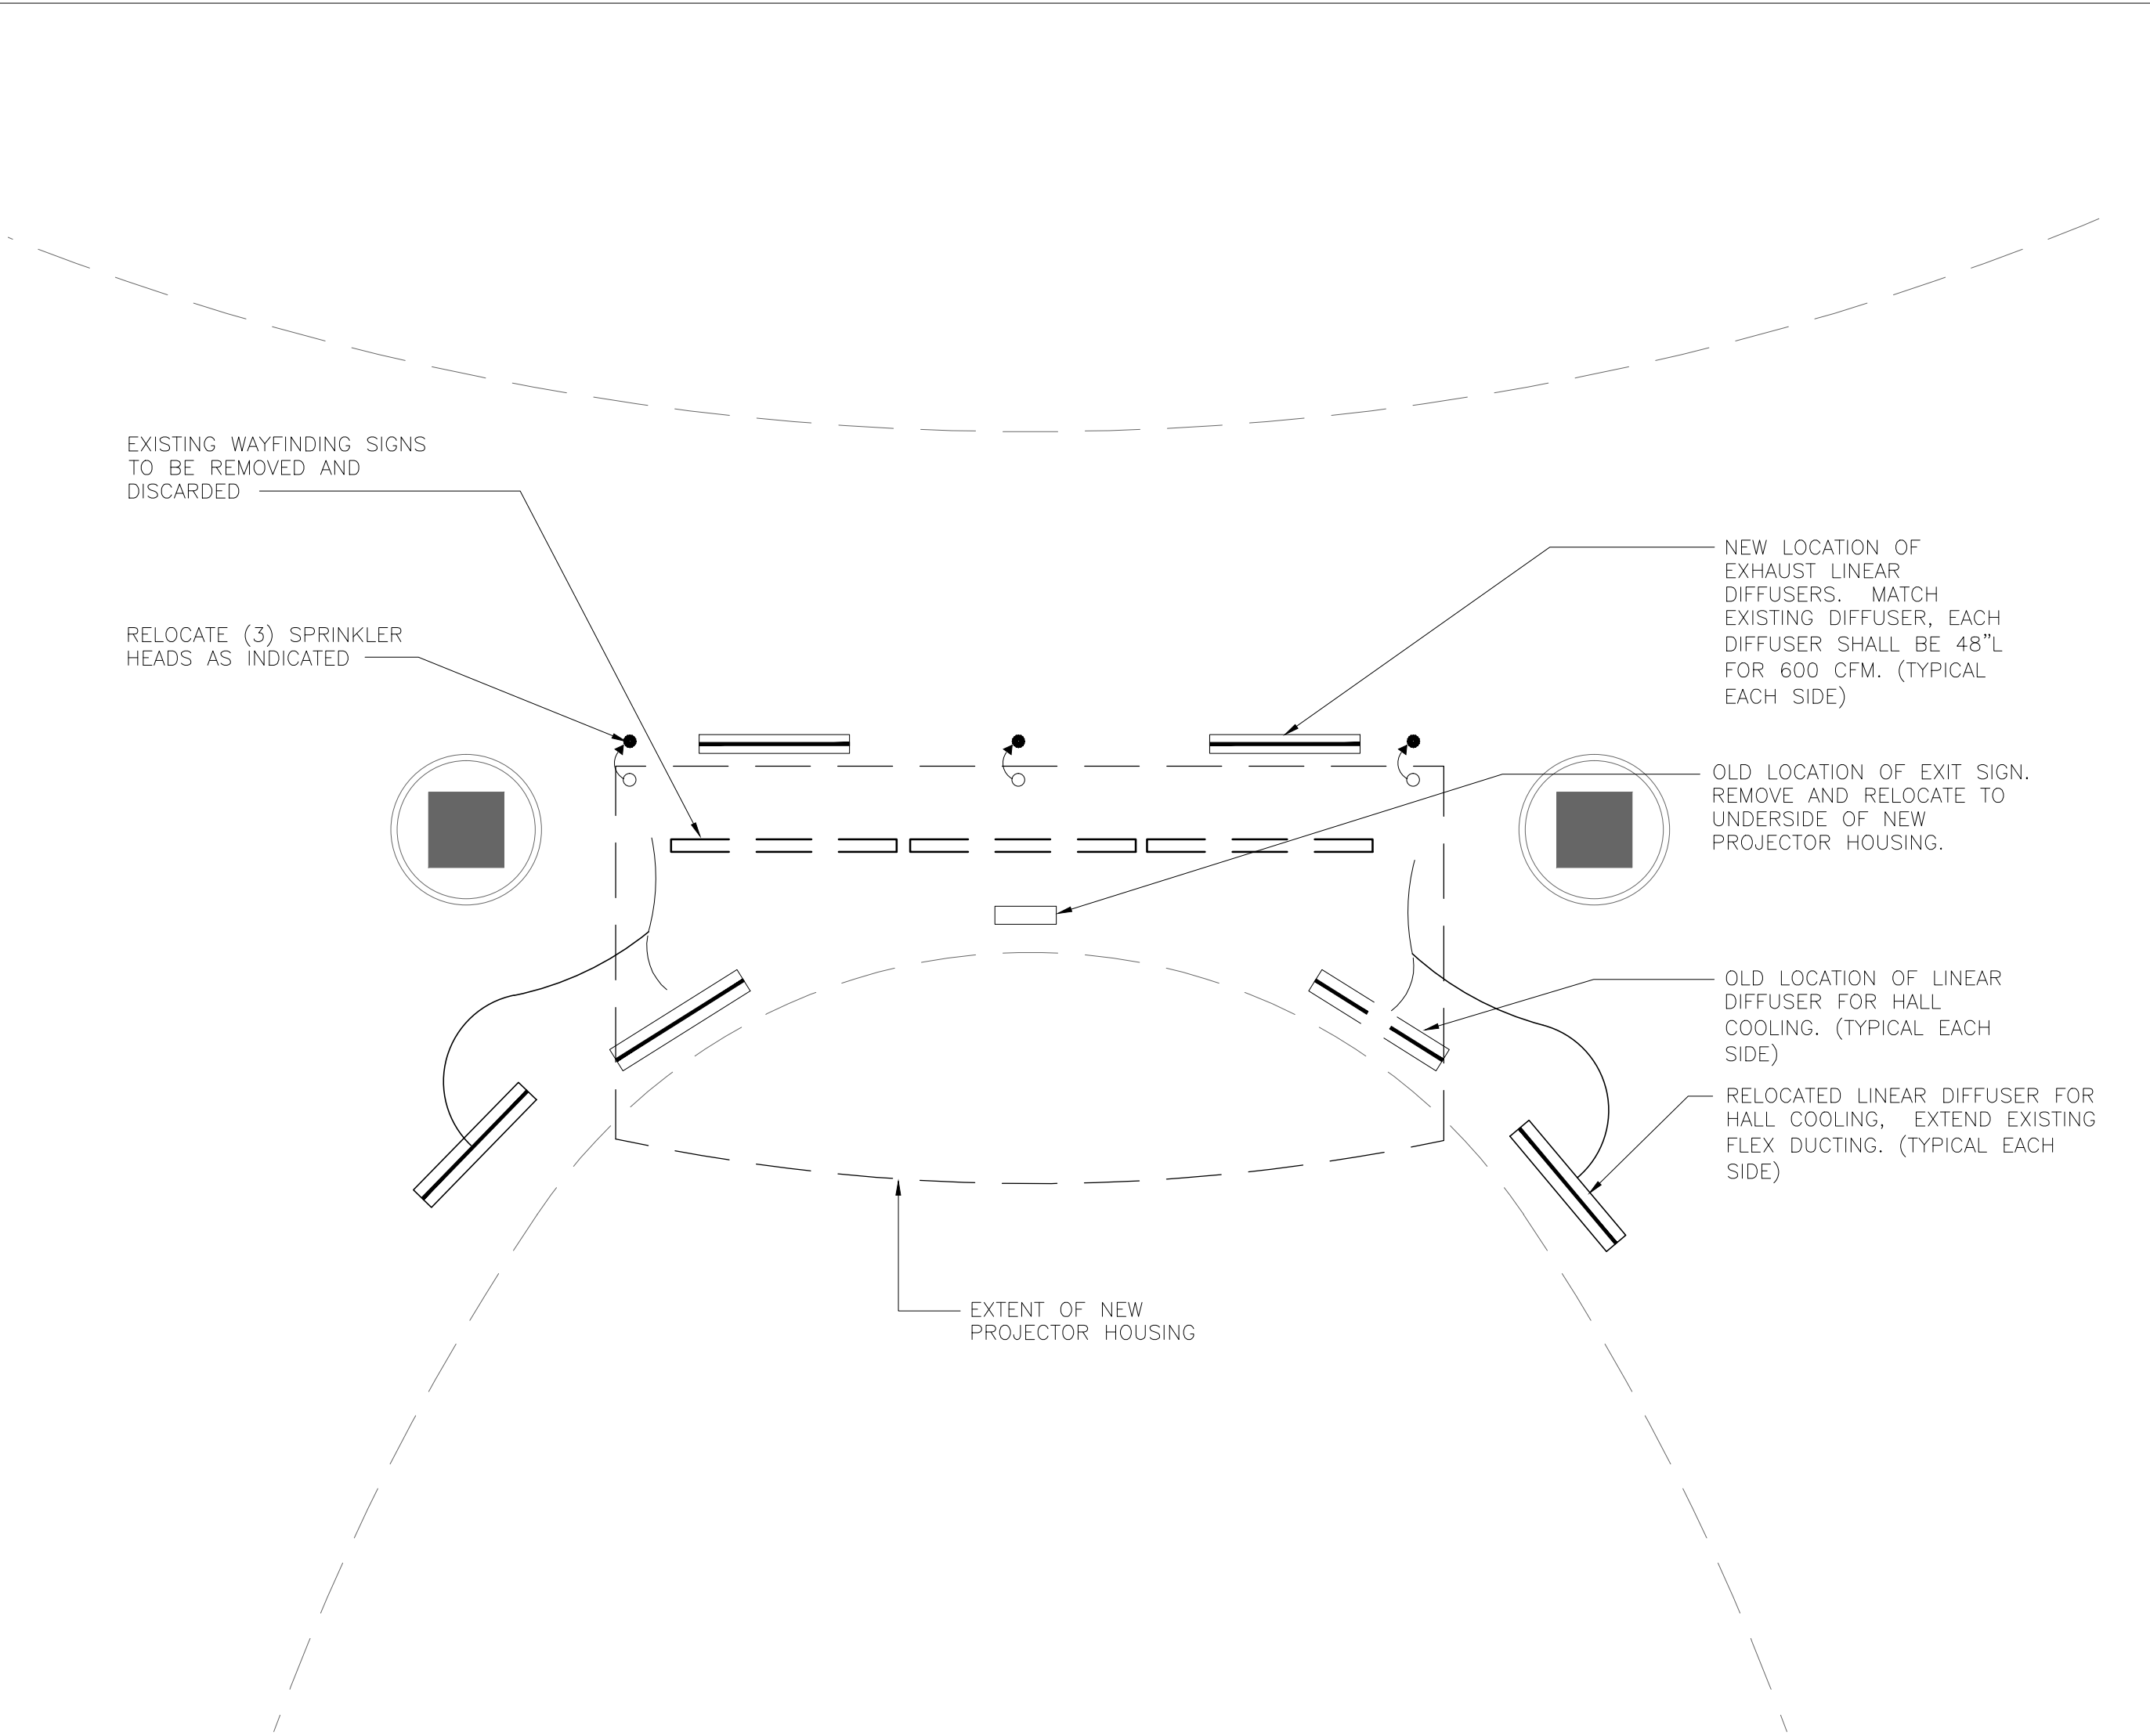 EXISTING WAYFINDING SIGNS
TO BE REMOVED AND
DISCARDED
RELOCATE (3) SPRINKLER
HEADS AS INDICATED
NEW LOCATION OF
EXHAUST LINEAR
DIFFUSERS. MATCH
EXISTING DIFFUSER, EACH
DIFFUSER SHALL BE 48"L
FOR 600 CFM. (TYPICAL
EACH SIDE)
OLD LOCATION OF EXIT SIGN.
REMOVE AND RELOCATE TO
UNDERSIDE OF NEW
PROJECTOR HOUSING.
OLD LOCATION OF LINEAR
DIFFUSER FOR HALL
COOLING. (TYPICAL EACH
SIDE)
RELOCATED LINEAR DIFFUSER FOR
HALL COOLING, EXTEND EXISTING
FLEX DUCTING. (TYPICAL EACH
SIDE)
EXTENT OF NEW
PROJECTOR HOUSING